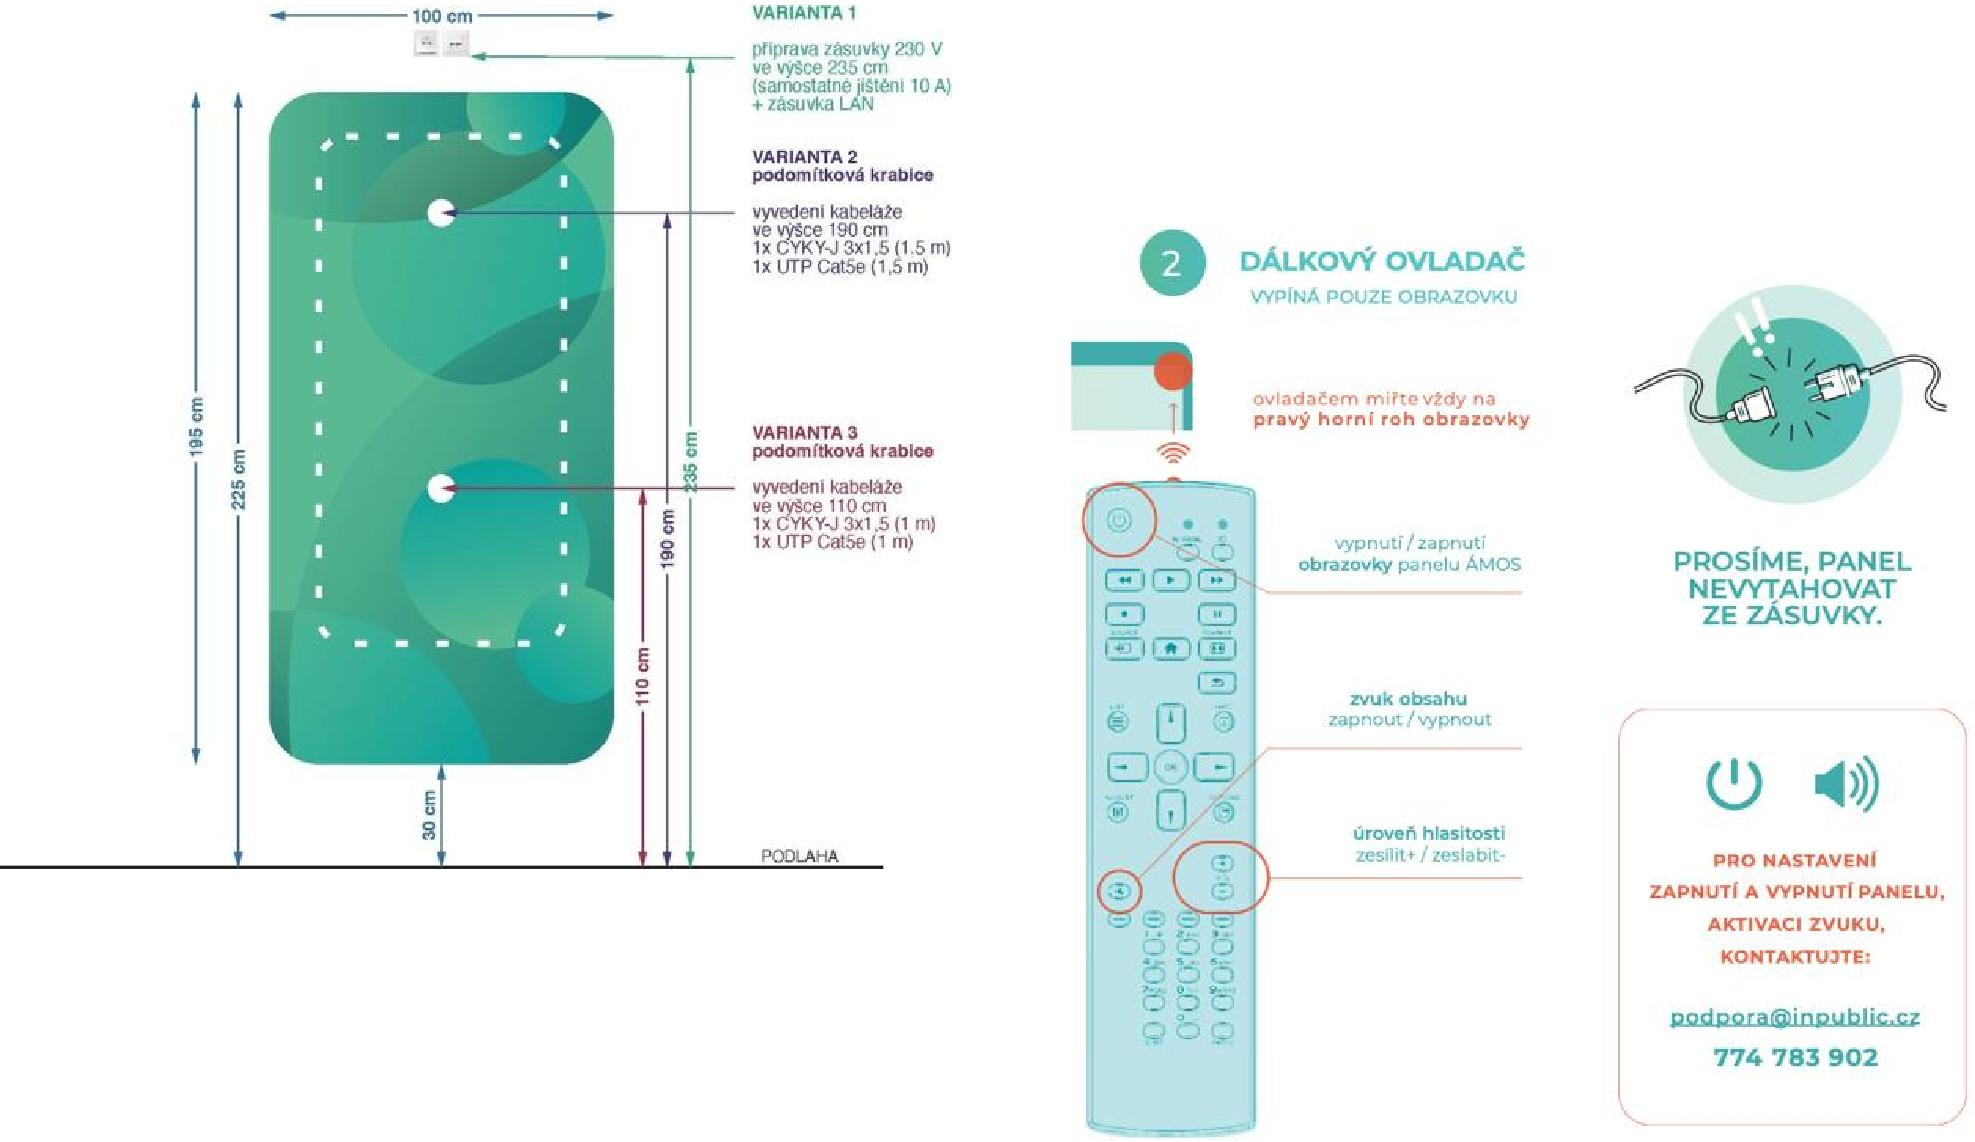 100 cm
VARIANTA 1
příprava zásuvky 230 V
ve výšce 235 cm
(samostatné jištění 10 A)
+ zásuvka LAN
VARIANTA 2
podomítková krabice
vyvedení kabeláže
ve výšce 190 cm
1x CYKY-J 3x1,5 (1.5 m)
1x UTP Cat5e (1,5 m)
VARIANTA 3
podomítková krabice
vyvedení kabeláže
ve výšce 110 cm
1x CYKY-J 3x1,5 (1 m)
1x UTP Cat5e (1 m)
195 cm
225 cm
235 cm
190 cm
110 cm
30 cm
PODLAHA
2
DÁLKOVÝ OVLADAČ
VYPÍNÁ POUZE OBRAZOVKU
ovladačem miřte vždy na
pravý horní roh obrazovky
vypnutí / zapnutí
obrazovky panelu ÁMOS
zvuk obsahu
zapnout / vypnout
úroveň hlasitosti
zesílit+ / zeslabit-
OK
PROSÍME, PANEL
NEVYTAHOVAT
ZE ZÁSUVKY.
PRO NASTAVENÍ
ZAPNUTÍ A VYPNUTÍ PANELU,
AKTIVACI ZVUKU,
KONTAKTUJTE:
podpora@inpublic.cz
774 783 902